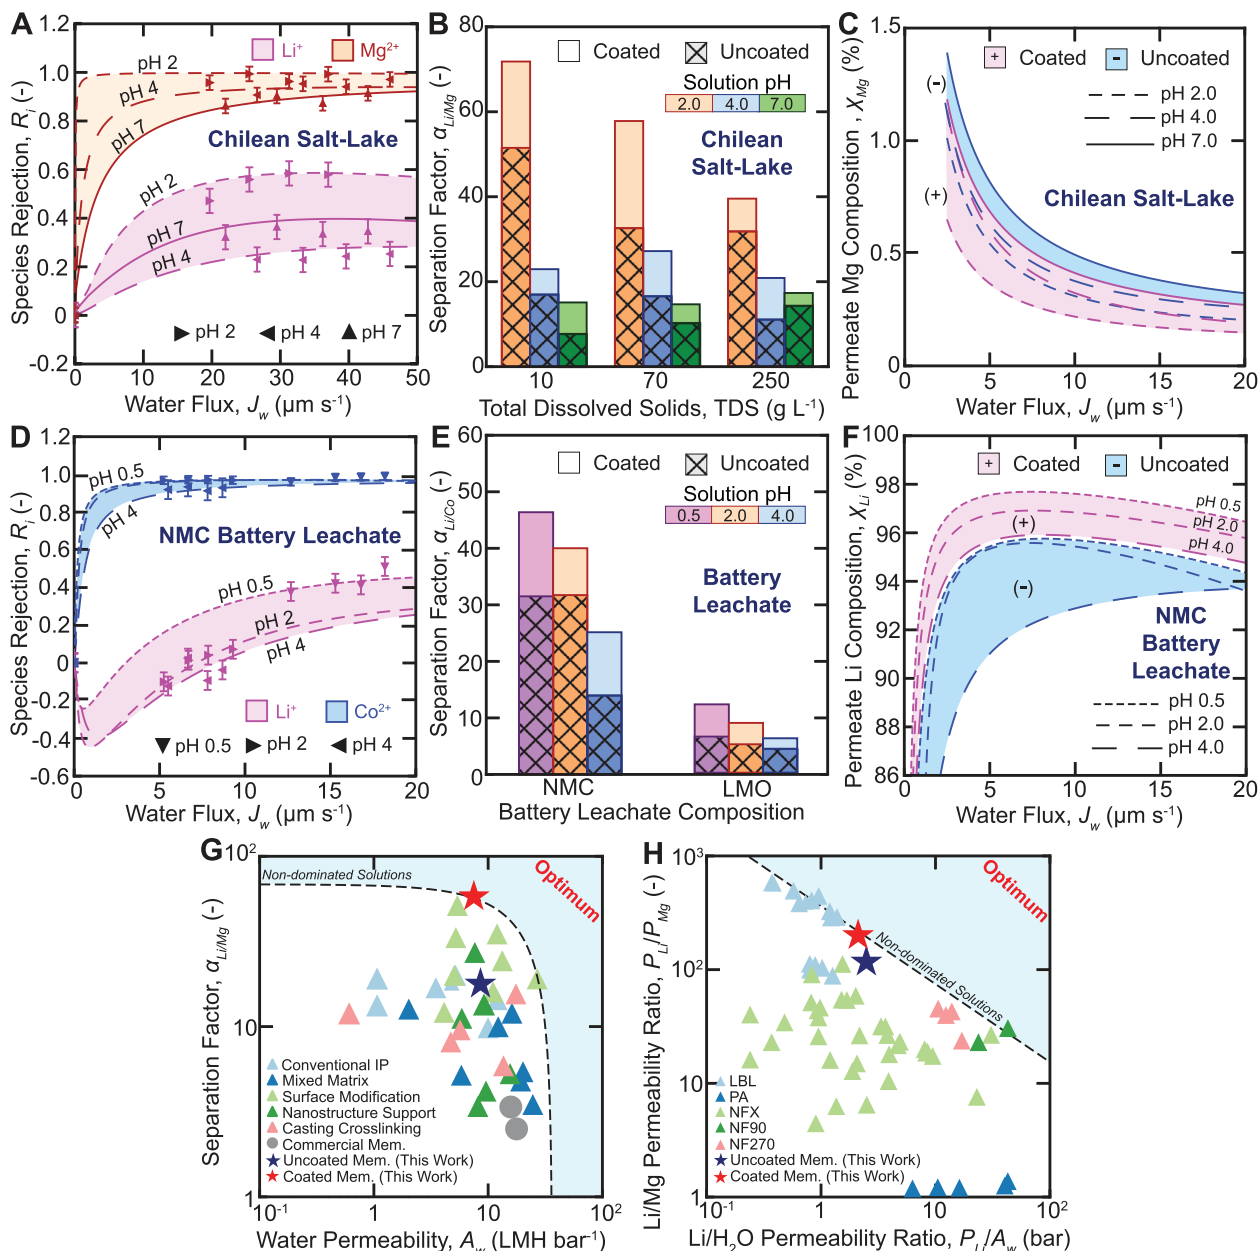 A
Species Rejection, Ri (-)
1.2
1.0
0.8
0.6
0.4
0.2
0
-0.2
Li⁺
Mg²⁺
pH 2
pH 4
pH 7
Chilean Salt-Lake
pH 2
pH 7
pH 4
pH 2
pH 4
pH 7
0 10 20 30 40 50
Water Flux, Jw (µm s⁻¹)
B
Separation Factor, αLi/Mg (-)
80
60
40
20
0
Coated
Uncoated
Solution pH
2.0 4.0 7.0
Chilean
Salt-Lake
10 70 250
Total Dissolved Solids, TDS (g L⁻¹)
C
Permeate Mg Composition , XMg (%)
1.5
1.0
0.5
0
+ Coated
- Uncoated
(-)
(+)
pH 2.0
pH 4.0
pH 7.0
Chilean Salt-Lake
0 5 10 15 20
Water Flux, Jw (µm s⁻¹)
D
Species Rejection, Ri (-)
1.2
1.0
0.8
0.6
0.4
0.2
0
-0.2
-0.4
-0.6
pH 0.5
pH 4
NMC Battery Leachate
pH 0.5
pH 2
pH 4
Li⁺
Co²⁺
pH 0.5
pH 2
pH 4
0 5 10 15 20
Water Flux, Jw (µm s⁻¹)
E
Separation Factor, αLi/Co (-)
60
50
40
30
20
10
0
Coated
Uncoated
Solution pH
0.5 2.0 4.0
Battery
Leachate
NMC LMO
Battery Leachate Composition
F
Permeate Li Composition, XLi (%)
100
98
96
94
92
90
88
86
+ Coated
- Uncoated
pH 0.5
pH 2.0
pH 4.0
(+)
(-)
NMC
Battery
Leachate
pH 0.5
pH 2.0
pH 4.0
0 5 10 15 20
Water Flux, Jw (µm s⁻¹)
G
Separation Factor, αLi/Mg (-)
10²
10
1
Non-dominated Solutions
Optimum
Conventional IP
Mixed Matrix
Surface Modification
Nanostructure Support
Casting Crosslinking
Commercial Mem.
Uncoated Mem. (This Work)
Coated Mem. (This Work)
10⁻¹ 1 10 10²
Water Permeability, Aw (LMH bar⁻¹)
H
Li/Mg Permeability Ratio, PLi/PMg (-)
10³
10²
10
1
Optimum
Non-dominated Solutions
LBL
PA
NFX
NF90
NF270
Uncoated Mem. (This Work)
Coated Mem. (This Work)
10⁻¹ 1 10 10²
Li/H₂O Permeability Ratio, PLi/Aw (bar)